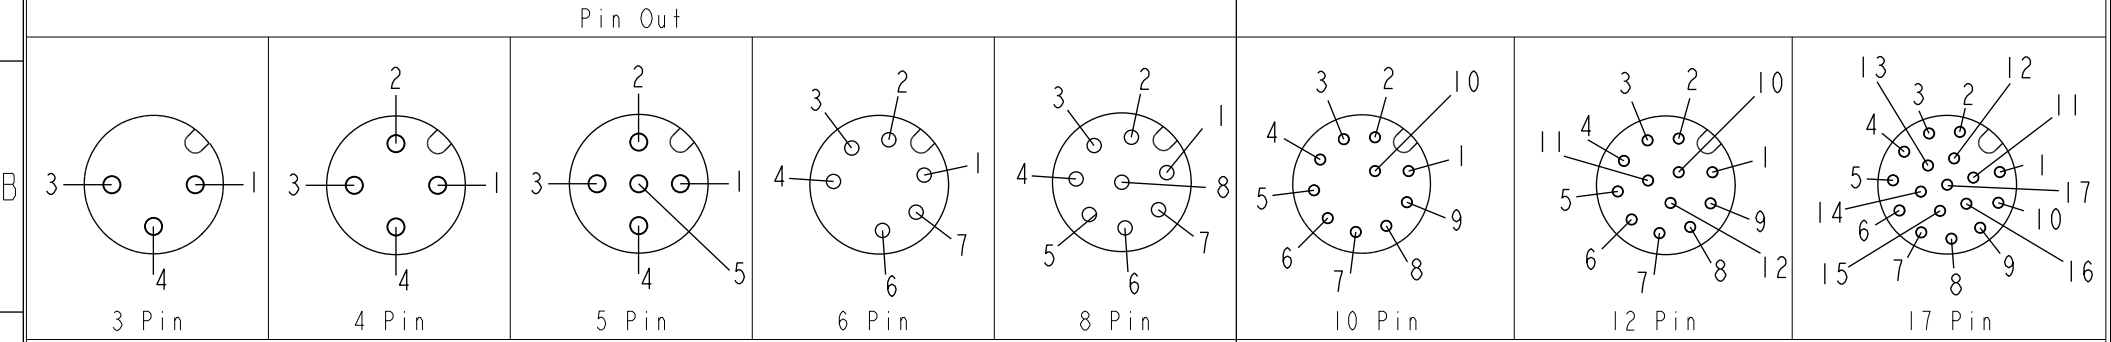 Pin Out
B
3 1 4
3 Pin
2 3 1 4
4 Pin
2 3 1 4 5
5 Pin
3 2 4 1 7 6
6 Pin
3 2 1 4 8 5 7 6
8 Pin
3 2 10 4 1 5 9 6 7 8
10 Pin
3 2 10 4 11 1 5 9 6 7 8 12
12 Pin
13 12 3 2 11 4 1 5 17 14 10 6 15 7 8 9 16
17 Pin